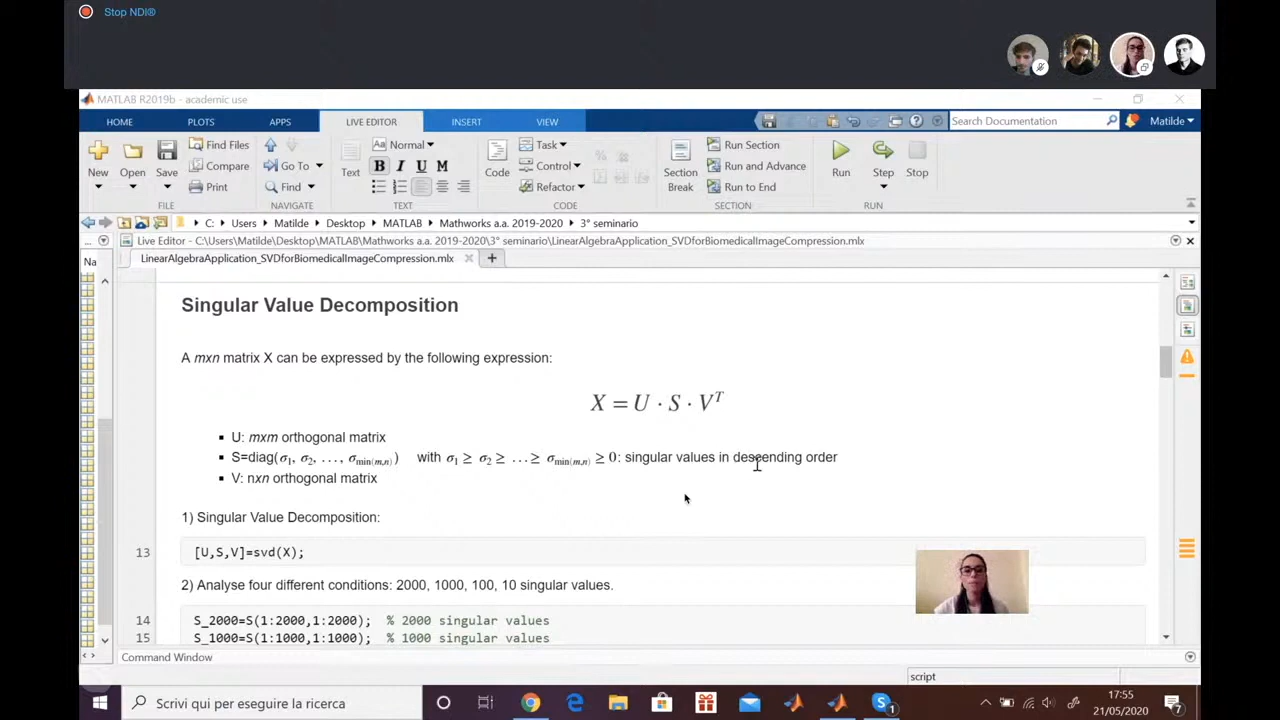 Stop NDI®
MATLAB R2019b - academic use
HOME PLOTS APPS LIVE EDITOR INSERT VIEW Search Documentation Matilde
New Open Save Find Files Compare Print Go To Find Text Normal B I U M Code Task Control Refactor Section Break Run Section Run and Advance Run to End Run Step Stop
FILE NAVIGATE TEXT CODE SECTION RUN
C: Users Matilde Desktop MATLAB Mathworks a.a. 2019-2020 3° seminario
... Live Editor - C:\Users\Matilde\Desktop\MATLAB\Mathworks a.a. 2019-2020\3° seminario\LinearAlgebraApplication_SVDforBiomedicalImageCompression.mlx
Na LinearAlgebraApplication_SVDforBiomedicalImageCompression.mlx
Singular Value Decomposition
A mxn matrix X can be expressed by the following expression:
X = U · S · V^T
U: mxm orthogonal matrix
S=diag(σ1, σ2, ..., σmin(m,n)) with σ1 ≥ σ2 ≥ ...≥ σmin(m,n) ≥ 0: singular values in descending order
V: nxn orthogonal matrix
1) Singular Value Decomposition:
13 [U,S,V]=svd(X);
2) Analyse four different conditions: 2000, 1000, 100, 10 singular values.
14 S_2000=S(1:2000,1:2000); % 2000 singular values
15 S_1000=S(1:1000,1:1000); % 1000 singular values
Command Window
script
Scrivi qui per eseguire la ricerca
17:55
21/05/2020
1
7